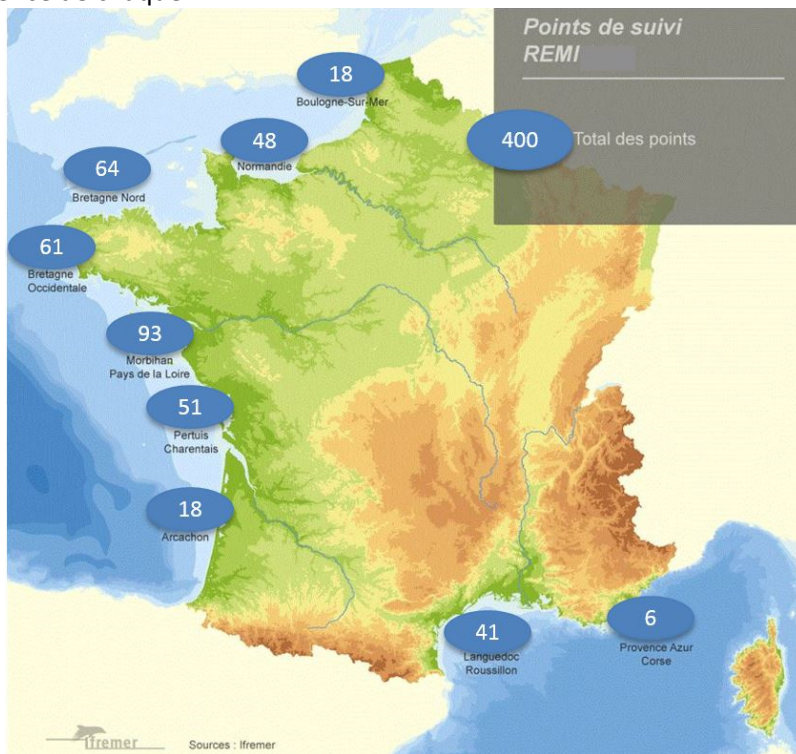 Points de suivi
REMI
18
Boulogne-Sur-Mer
400
Total des points
48
Normandie
64
Bretagne Nord
61
Bretagne
Occidentale
93
Morbihan
Pays de la Loire
51
Pertuis
Charentais
18
Arcachon
41
Languedoc
Roussillon
6
Provence Azur
Corse
Ifremer
Sources : Ifremer